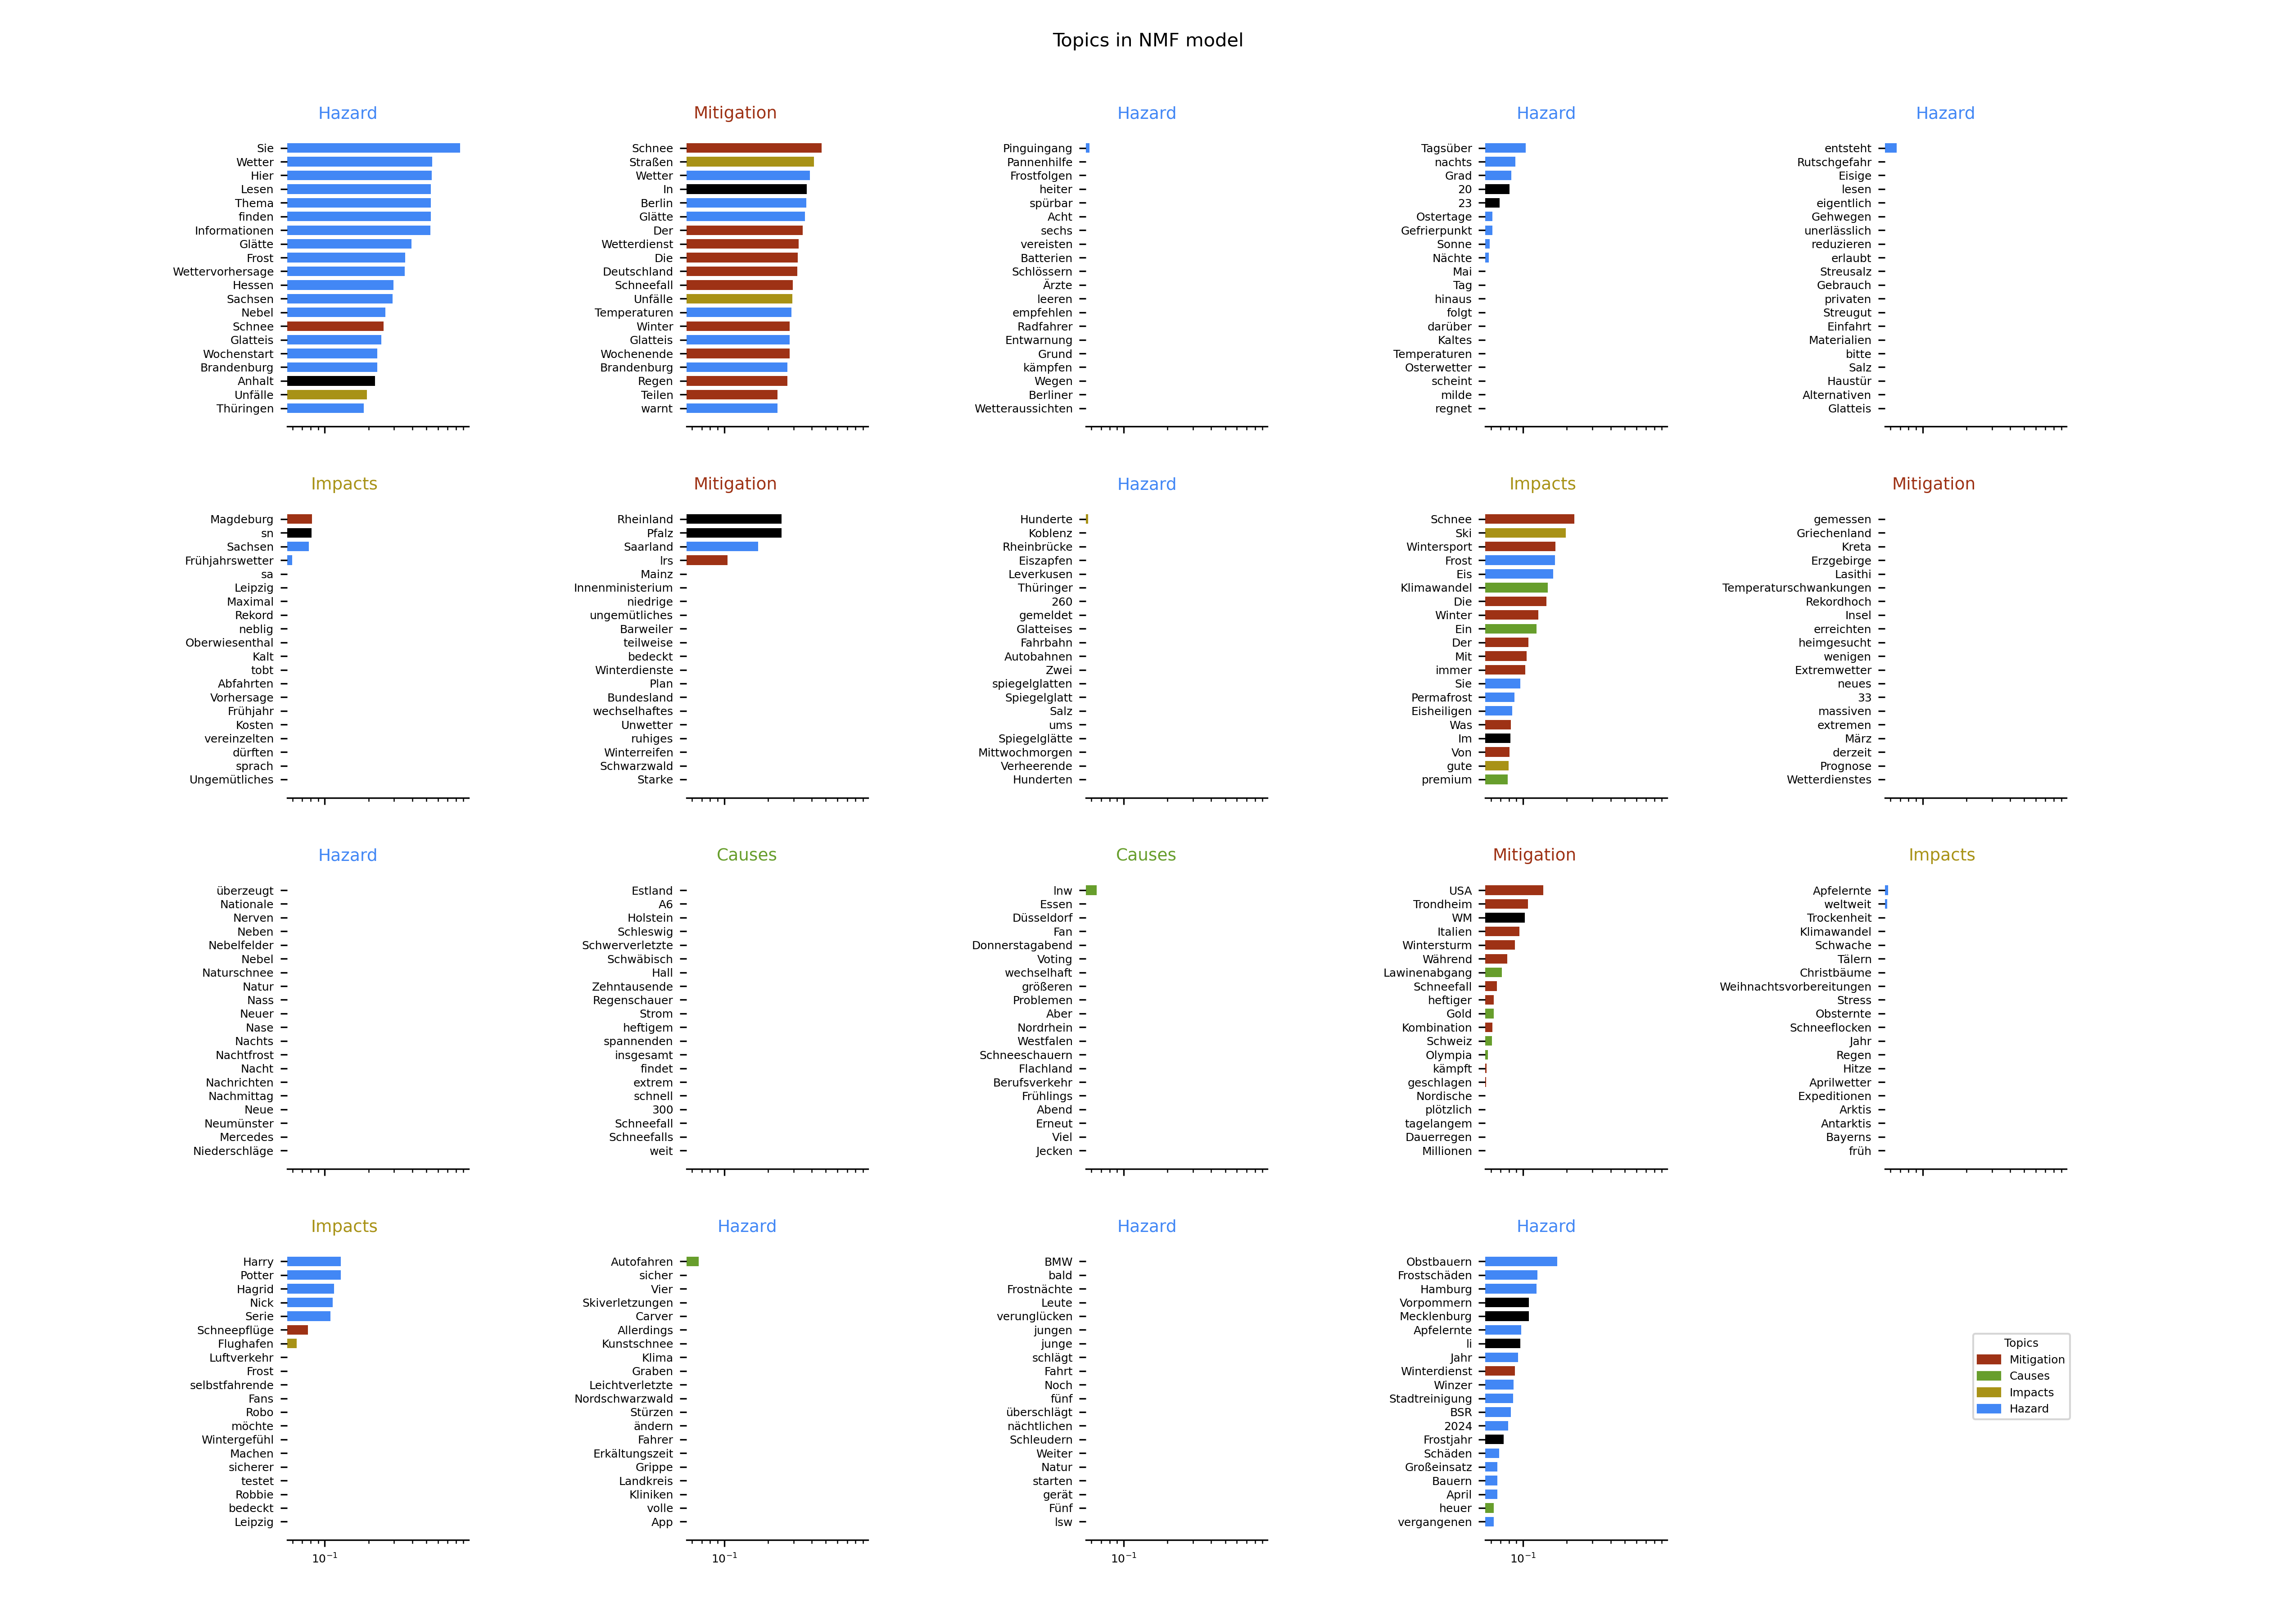 Topics in NMF model
Hazard
Sie
Wetter
Hier
Lesen
Thema
finden
Informationen
Glätte
Frost
Wettervorhersage
Hessen
Sachsen
Nebel
Schnee
Glatteis
Wochenstart
Brandenburg
Anhalt
Unfälle
Thüringen
Mitigation
Schnee
Straßen
Wetter
In
Berlin
Glätte
Der
Wetterdienst
Die
Deutschland
Schneefall
Unfälle
Temperaturen
Winter
Glatteis
Wochenende
Brandenburg
Regen
Teilen
warnt
Hazard
Pinguingang
Pannenhilfe
Frostfolgen
heiter
spürbar
Acht
sechs
vereisten
Batterien
Schlössern
Ärzte
leeren
empfehlen
Radfahrer
Entwarnung
Grund
kämpfen
Wegen
Berliner
Wetteraussichten
Hazard
Tagsüber
nachts
Grad
20
23
Ostertage
Gefrierpunkt
Sonne
Nächte
Mai
Tag
hinaus
folgt
darüber
Kaltes
Temperaturen
Osterwetter
scheint
milde
regnet
Hazard
entsteht
Rutschgefahr
Eisige
lesen
eigentlich
Gehwegen
unerlässlich
reduzieren
erlaubt
Streusalz
Gebrauch
privaten
Streugut
Einfahrt
Materialien
bitte
Salz
Haustür
Alternativen
Glatteis
Impacts
Magdeburg
sn
Sachsen
Frühjahrswetter
sa
Leipzig
Maximal
Rekord
neblig
Oberwiesenthal
Kalt
tobt
Abfahrten
Vorhersage
Frühjahr
Kosten
vereinzelten
dürften
sprach
Ungemütliches
Mitigation
Rheinland
Pfalz
Saarland
lrs
Mainz
Innenministerium
niedrige
ungemütliches
Barweiler
teilweise
bedeckt
Winterdienste
Plan
Bundesland
wechselhaftes
Unwetter
ruhiges
Winterreifen
Schwarzwald
Starke
Hazard
Hunderte
Koblenz
Rheinbrücke
Eiszapfen
Leverkusen
Thüringer
260
gemeldet
Glatteises
Fahrbahn
Autobahnen
Zwei
spiegelglatten
Spiegelglatt
Salz
ums
Spiegelglätte
Mittwochmorgen
Verheerende
Hunderten
Impacts
Schnee
Ski
Wintersport
Frost
Eis
Klimawandel
Die
Winter
Ein
Der
Mit
immer
Sie
Permafrost
Eisheiligen
Was
Im
Von
gute
premium
Mitigation
gemessen
Griechenland
Kreta
Erzgebirge
Lasithi
Temperaturschwankungen
Rekordhoch
Insel
erreichten
heimgesucht
wenigen
Extremwetter
neues
33
massiven
extremen
März
derzeit
Prognose
Wetterdienstes
Hazard
überzeugt
Nationale
Nerven
Neben
Nebelfelder
Nebel
Naturschnee
Natur
Nass
Neuer
Nase
Nachts
Nachtfrost
Nacht
Nachrichten
Nachmittag
Neue
Neumünster
Mercedes
Niederschläge
Causes
Estland
A6
Holstein
Schleswig
Schwerverletzte
Schwäbisch
Hall
Zehntausende
Regenschauer
Strom
heftigem
spannenden
insgesamt
findet
extrem
schnell
300
Schneefall
Schneefalls
weit
Causes
lnw
Essen
Düsseldorf
Fan
Donnerstagabend
Voting
wechselhaft
größeren
Problemen
Aber
Nordrhein
Westfalen
Schneeschauern
Flachland
Berufsverkehr
Frühlings
Abend
Erneut
Viel
Jecken
Mitigation
USA
Trondheim
WM
Italien
Wintersturm
Während
Lawinenabgang
Schneefall
heftiger
Gold
Kombination
Schweiz
Olympia
kämpft
geschlagen
Nordische
plötzlich
tagelangem
Dauerregen
Millionen
Impacts
Apfelernte
weltweit
Trockenheit
Klimawandel
Schwache
Tälern
Christbäume
Weihnachtsvorbereitungen
Stress
Obsternte
Schneeflocken
Jahr
Regen
Hitze
Aprilwetter
Expeditionen
Arktis
Antarktis
Bayerns
früh
Impacts
Harry
Potter
Hagrid
Nick
Serie
Schneepflüge
Flughafen
Luftverkehr
Frost
selbstfahrende
Fans
Robo
möchte
Wintergefühl
Machen
sicherer
testet
Robbie
bedeckt
Leipzig
10⁻¹
Hazard
Autofahren
sicher
Vier
Skiverletzungen
Carver
Allerdings
Kunstschnee
Klima
Graben
Leichtverletzte
Nordschwarzwald
Stürzen
ändern
Fahrer
Erkältungszeit
Grippe
Landkreis
Kliniken
volle
App
10⁻¹
Hazard
BMW
bald
Frostnächte
Leute
verunglücken
jungen
junge
schlägt
Fahrt
Noch
fünf
überschlägt
nächtlichen
Schleudern
Weiter
Natur
starten
gerät
Fünf
lsw
10⁻¹
Hazard
Obstbauern
Frostschäden
Hamburg
Vorpommern
Mecklenburg
Apfelernte
li
Jahr
Winterdienst
Winzer
Stadtreinigung
BSR
2024
Frostjahr
Schäden
Großeinsatz
Bauern
April
heuer
vergangenen
10⁻¹
Topics
Mitigation
Causes
Impacts
Hazard